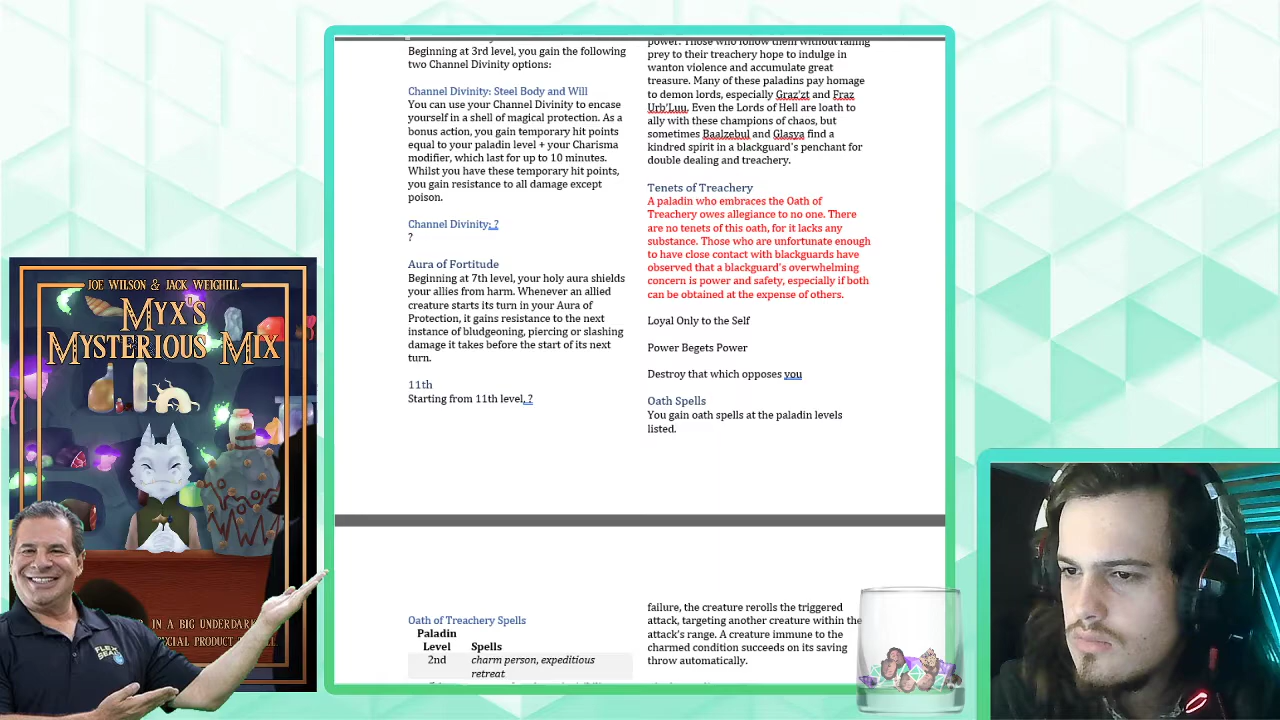 JOE WILSON & JACK WEIGHILL
MYX'S
MYSTERIOUS MIX
IN A BIG UNDERDAR
CIAL PRODUCT
FLEX
SEAL
Beginning at 3rd level, you gain the following
two Channel Divinity options:
Channel Divinity: Steel Body and Will
You can use your Channel Divinity to encase
yourself in a shell of magical protection. As a
bonus action, you gain temporary hit points
equal to your paladin level + your Charisma
modifier, which last for up to 10 minutes.
Whilst you have these temporary hit points,
you gain resistance to all damage except
poison.
Channel Divinity: ?
?
Aura of Fortitude
Beginning at 7th level, your holy aura shields
your allies from harm. Whenever an allied
creature starts its turn in your Aura of
Protection, it gains resistance to the next
instance of bludgeoning, piercing or slashing
damage it takes before the start of its next
turn.
11th
Starting from 11th level, ?
power. Those who follow them without falling
prey to their treachery hope to indulge in
wanton violence and accumulate great
treasure. Many of these paladins pay homage
to demon lords, especially Graz'zt and Fraz
Urb'Luu. Even the Lords of Hell are loath to
ally with these champions of chaos, but
sometimes Baalzebul and Glasya find a
kindred spirit in a blackguard's penchant for
double dealing and treachery.
Tenets of Treachery
A paladin who embraces the Oath of
Treachery owes allegiance to no one. There
are no tenets of this oath, for it lacks any
substance. Those who are unfortunate enough
to have close contact with blackguards have
observed that a blackguard's overwhelming
concern is power and safety, especially if both
can be obtained at the expense of others.
Loyal Only to the Self
Power Begets Power
Destroy that which opposes you
Oath Spells
You gain oath spells at the paladin levels
listed.
Oath of Treachery Spells
Paladin
Level Spells
2nd charm person, expeditious
retreat
failure, the creature rerolls the triggered
attack, targeting another creature within the
attack's range. A creature immune to the
charmed condition succeeds on its saving
throw automatically.